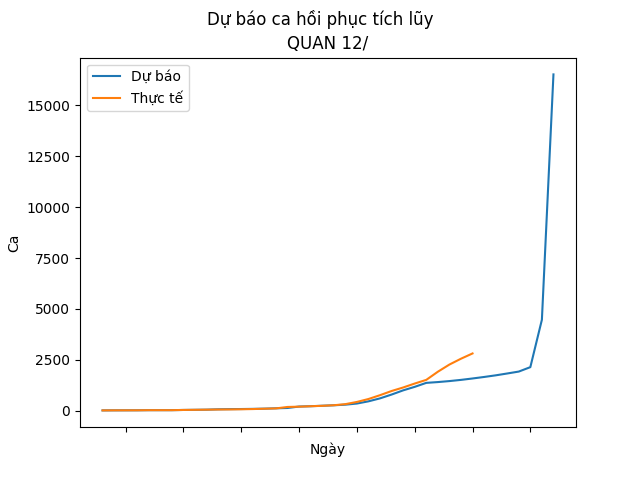 Dự báo ca hồi phục tích lũy
QUAN 12/
Dự báo
Thực tế
15000
12500
10000
7500
5000
2500
0
Ca
Ngày